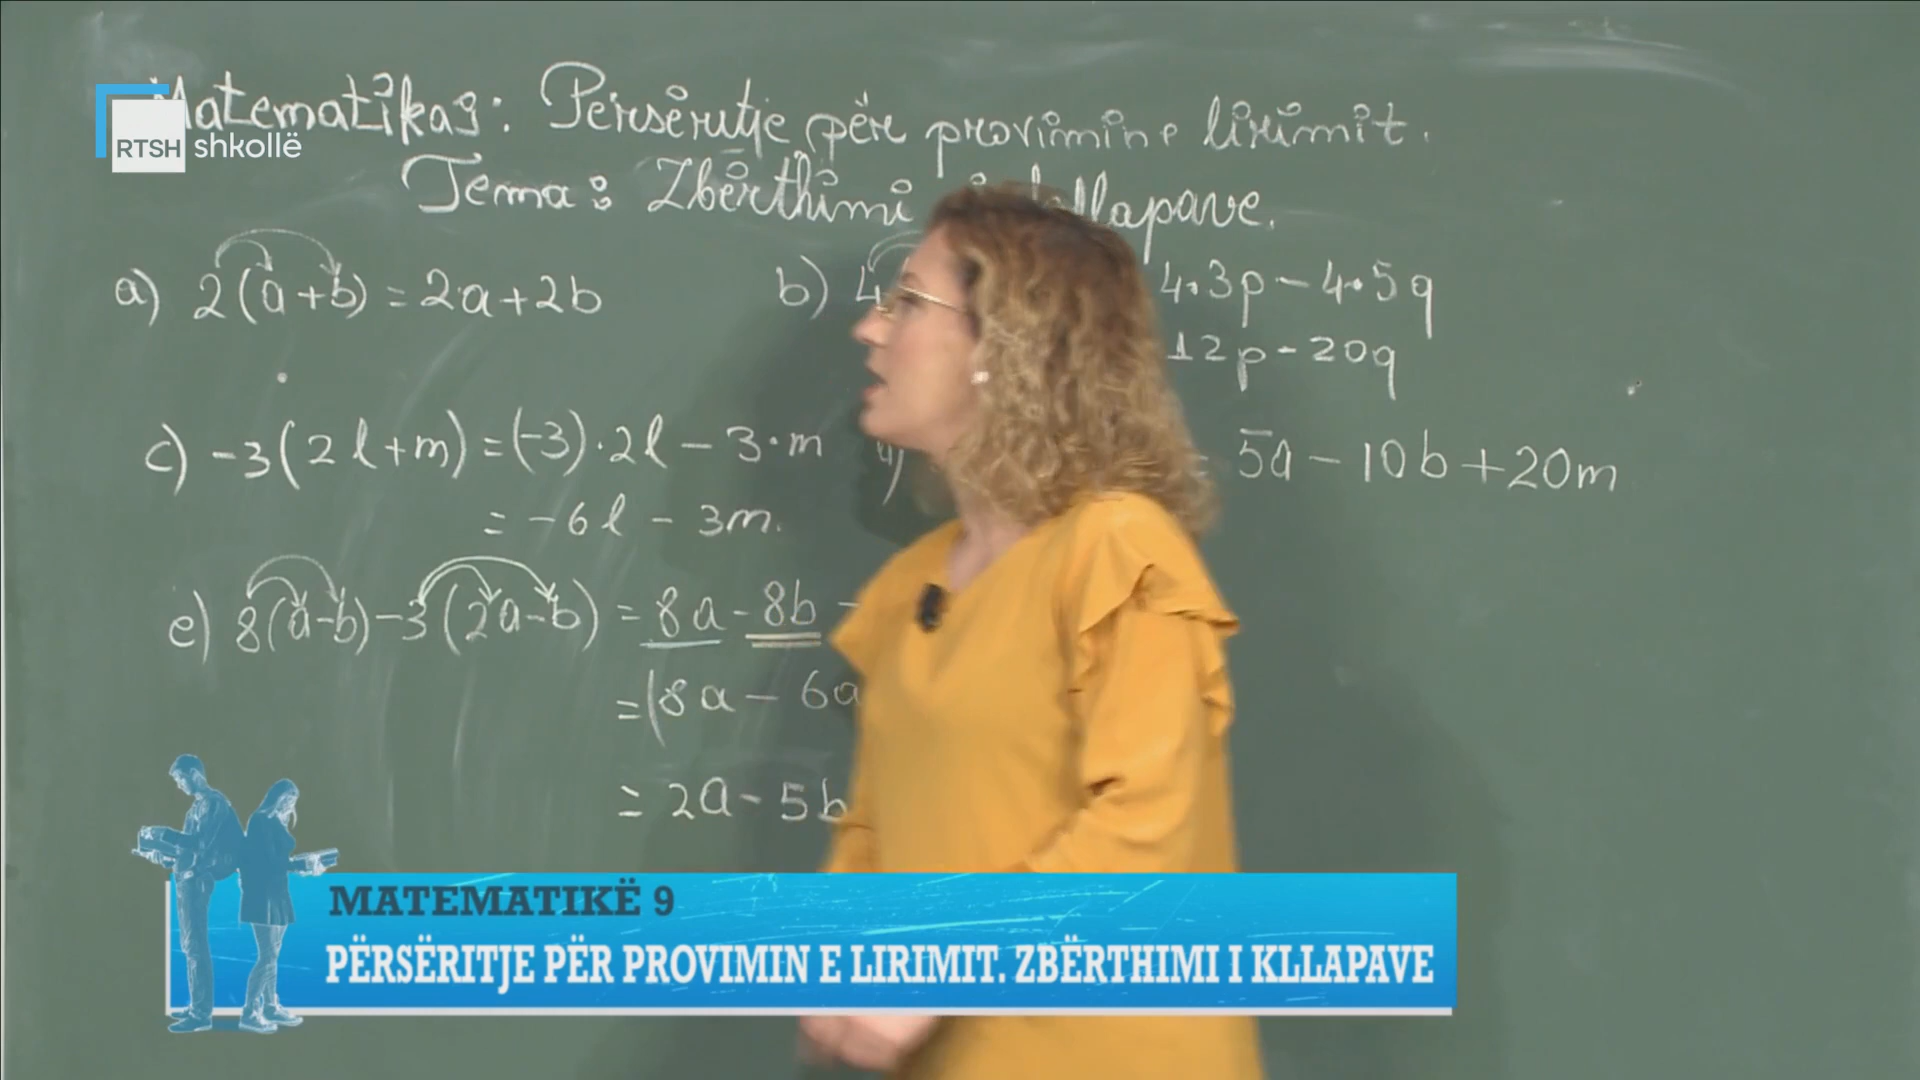 Matematika 9: Përsëritje për provimin e lirimit.
RTSH shkollë
Tema: Zbërthimi i kllapave.
a) 2(a+b) = 2a+2b
b) 4
4·3p - 4·5q
12p - 20q
c) -3(2l+m) = (-3)·2l - 3·m
= -6l - 3m.
5a - 10b + 20m
e) 8(a-b)-3(2a-b) = 8a - 8b -
= (8a - 6a
= 2a - 5b
MATEMATIKË 9
PËRSËRITJE PËR PROVIMIN E LIRIMIT. ZBËRTHIMI I KLLAPAVE